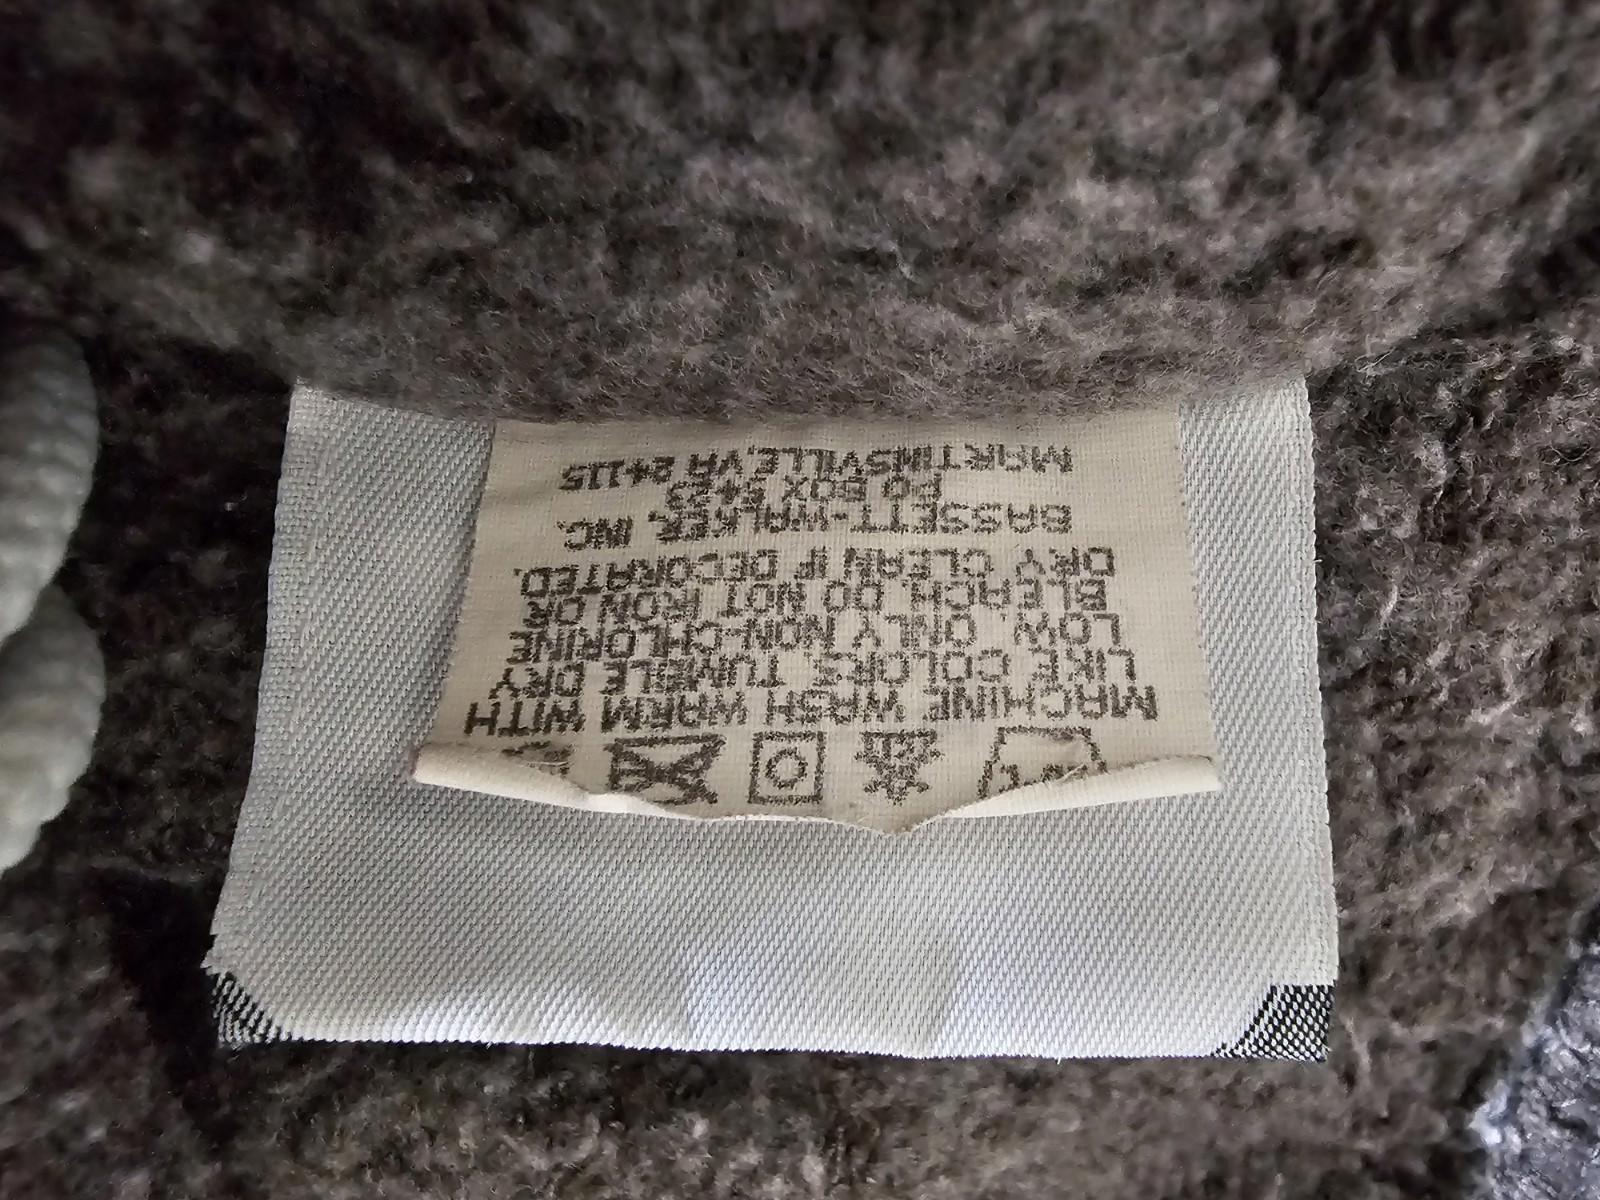 MACHINE WASH WARM WITH
LIKE COLORS, TUMBLE DRY
LOW. ONLY NON-CHLORINE
BLEACH. DO NOT IRON OR
DRY CLEAN IF DECORATED.
BASSETT-WALKER, INC.
PO BOX 5423
MARTINSVILLE,VA 24115